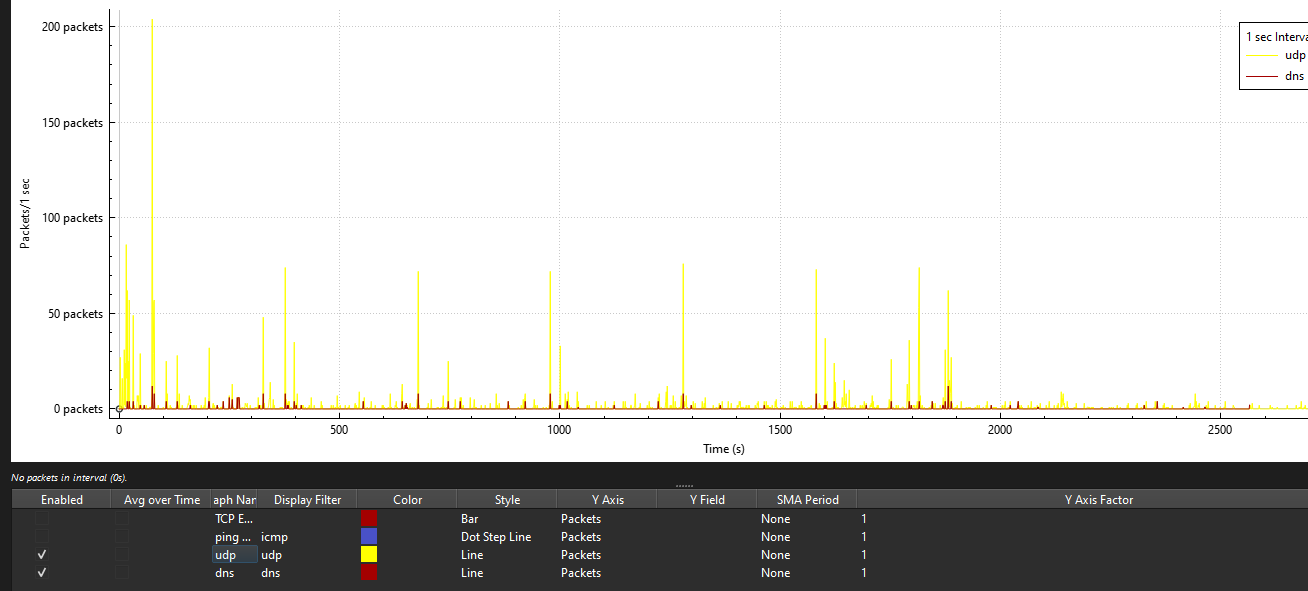 200 packets
150 packets
100 packets
50 packets
0 packets
Packets/1 sec
0 500 1000 1500 2000 2500
Time (s)
1 sec Interva
udp
dns
No packets in interval (0s).
Enabled Avg over Time aph Nar Display Filter Color Style Y Axis Y Field SMA Period Y Axis Factor
TCP E... Bar Packets None 1
ping ... icmp Dot Step Line Packets None 1
udp udp Line Packets None 1
dns dns Line Packets None 1